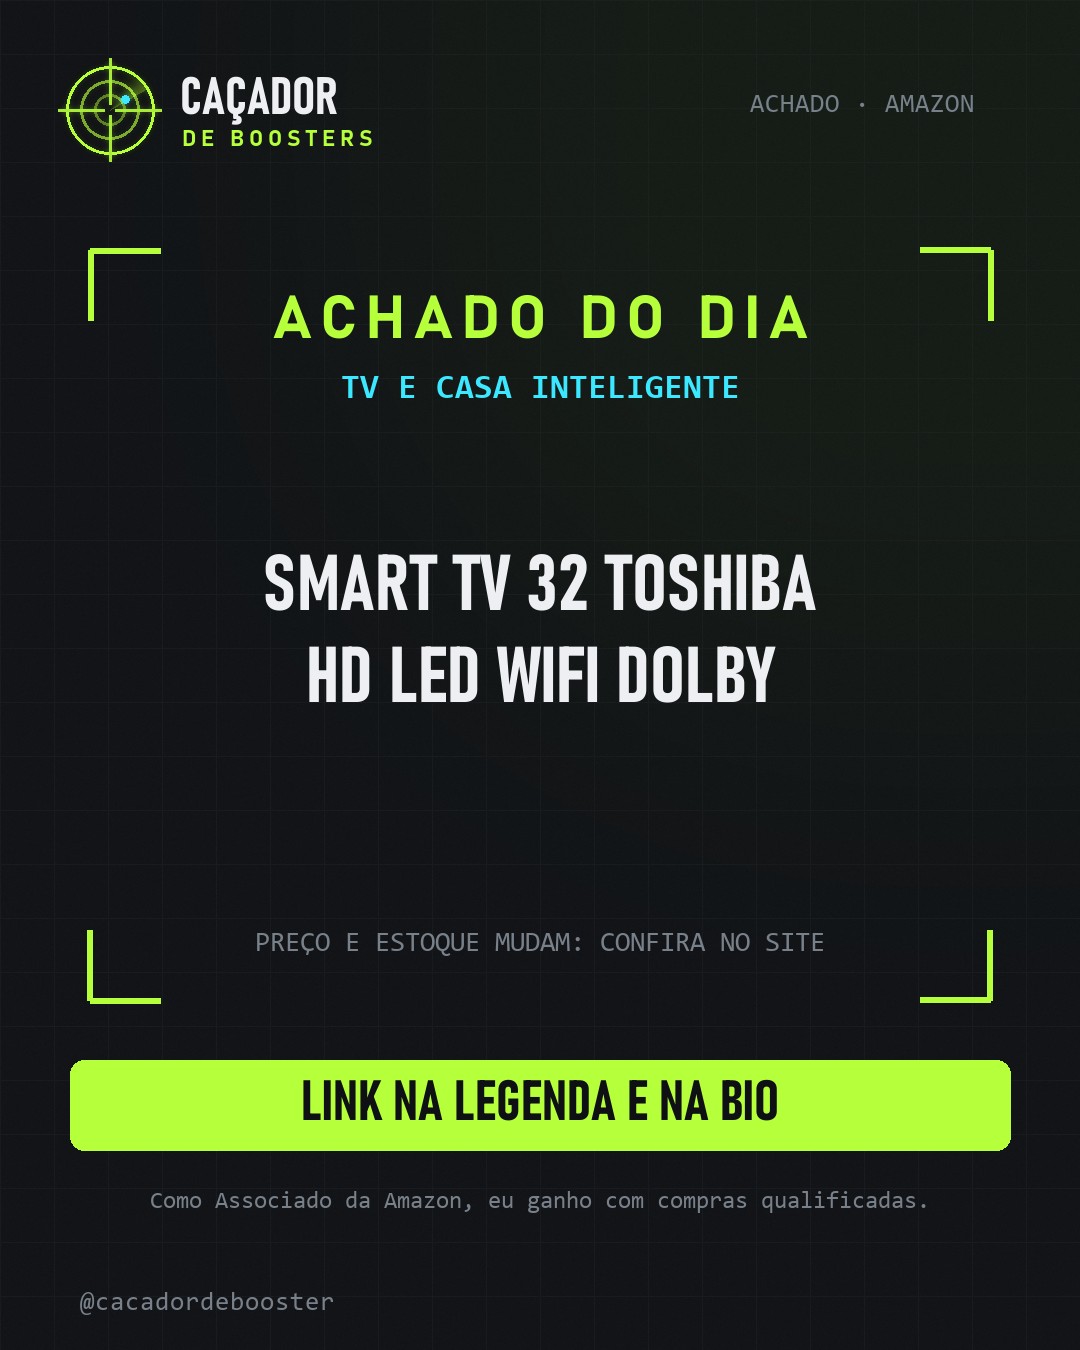 CAÇADOR
DE BOOSTERS
ACHADO · AMAZON
ACHADO DO DIA
TV E CASA INTELIGENTE
SMART TV 32 TOSHIBA
HD LED WIFI DOLBY
PREÇO E ESTOQUE MUDAM: CONFIRA NO SITE
LINK NA LEGENDA E NA BIO
Como Associado da Amazon, eu ganho com compras qualificadas.
@cacadordebooster